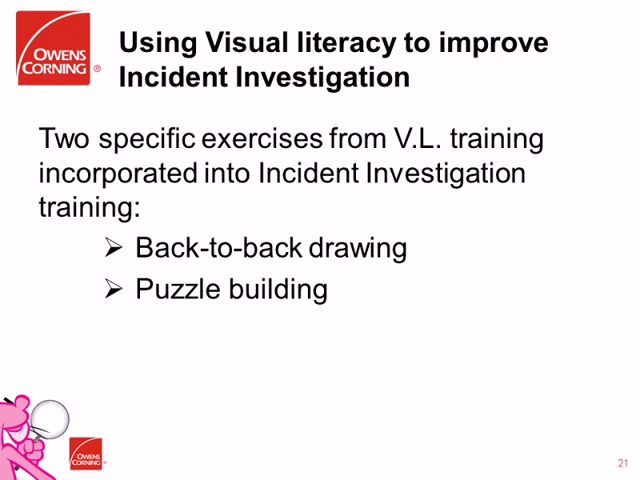 OWENS
CORNING®
Using Visual literacy to improve
Incident Investigation
Two specific exercises from V.L. training
incorporated into Incident Investigation
training:
➢ Back-to-back drawing
➢ Puzzle building
OWENS
CORNING®
21